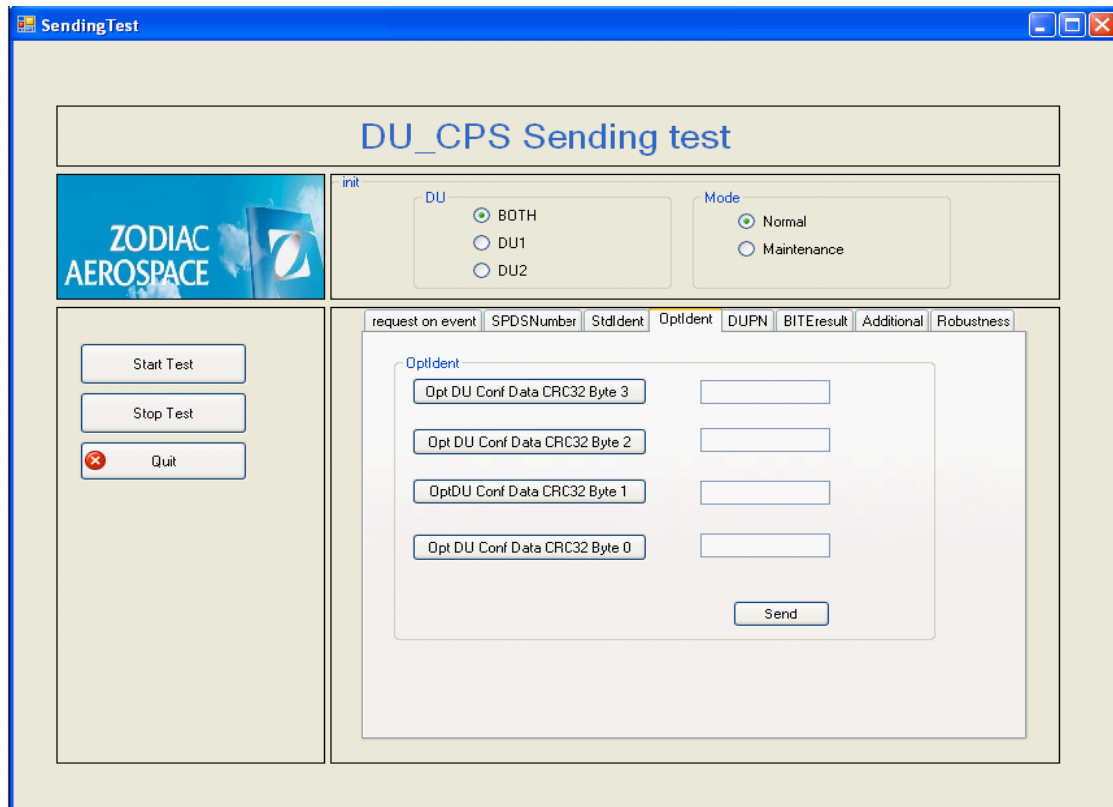 SendingTest
DU_CPS Sending test
ZODIAC
AEROSPACE
init
DU
BOTH
DU1
DU2
Mode
Normal
Maintenance
Start Test
Stop Test
Quit
request on event SPDSNumber StdIdent OptIdent DUPN BITEresult Additional Robustness
OptIdent
Opt DU Conf Data CRC32 Byte 3
Opt DU Conf Data CRC32 Byte 2
OptDU Conf Data CRC32 Byte 1
Opt DU Conf Data CRC32 Byte 0
Send